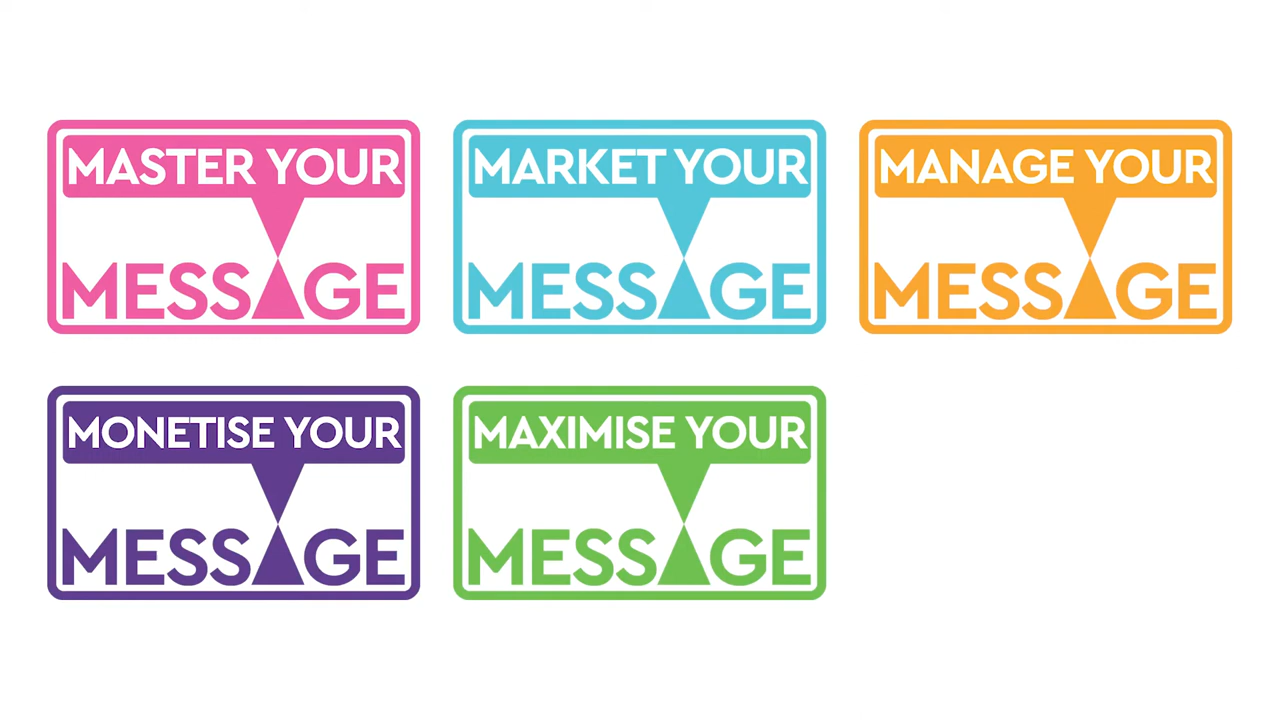 MASTER YOUR
MESSAGE
MARKET YOUR
MESSAGE
MANAGE YOUR
MESSAGE
MONETISE YOUR
MESSAGE
MAXIMISE YOUR
MESSAGE